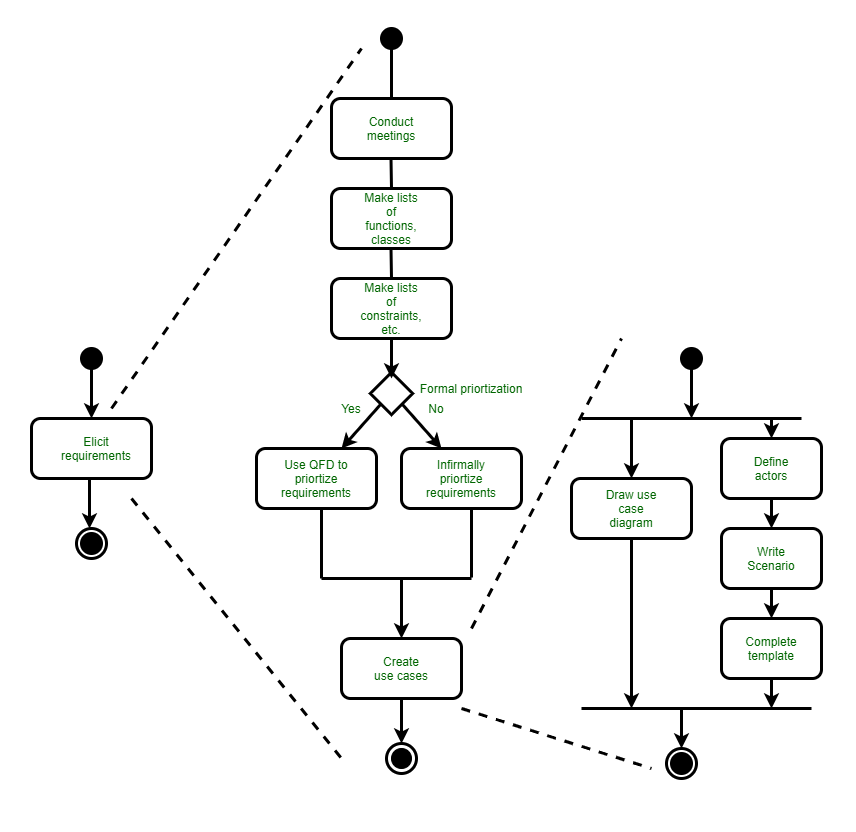 Conduct
meetings
Make lists
of
functions,
classes
Make lists
of
constraints,
etc.
Formal priortization
Yes
No
Elicit
requirements
Use QFD to
priortize
requirements
Infirmally
priortize
requirements
Define
actors
Draw use
case
diagram
Write
Scenario
Complete
template
Create
use cases